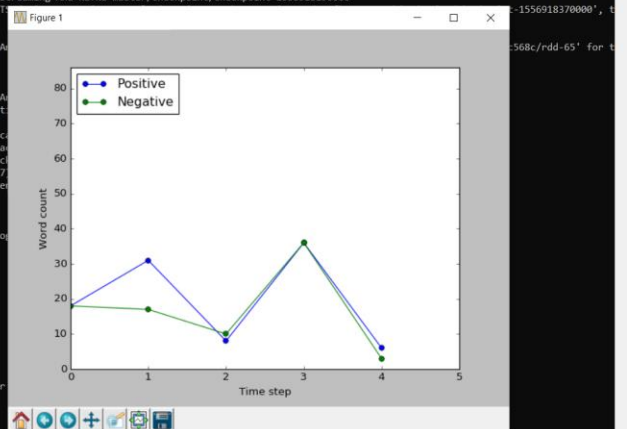 Figure 1
-1556918370000', t
568c/rdd-65' for t
Positive
Negative
80
70
60
50
40
30
20
10
0
Word count
0 1 2 3 4 5
Time step